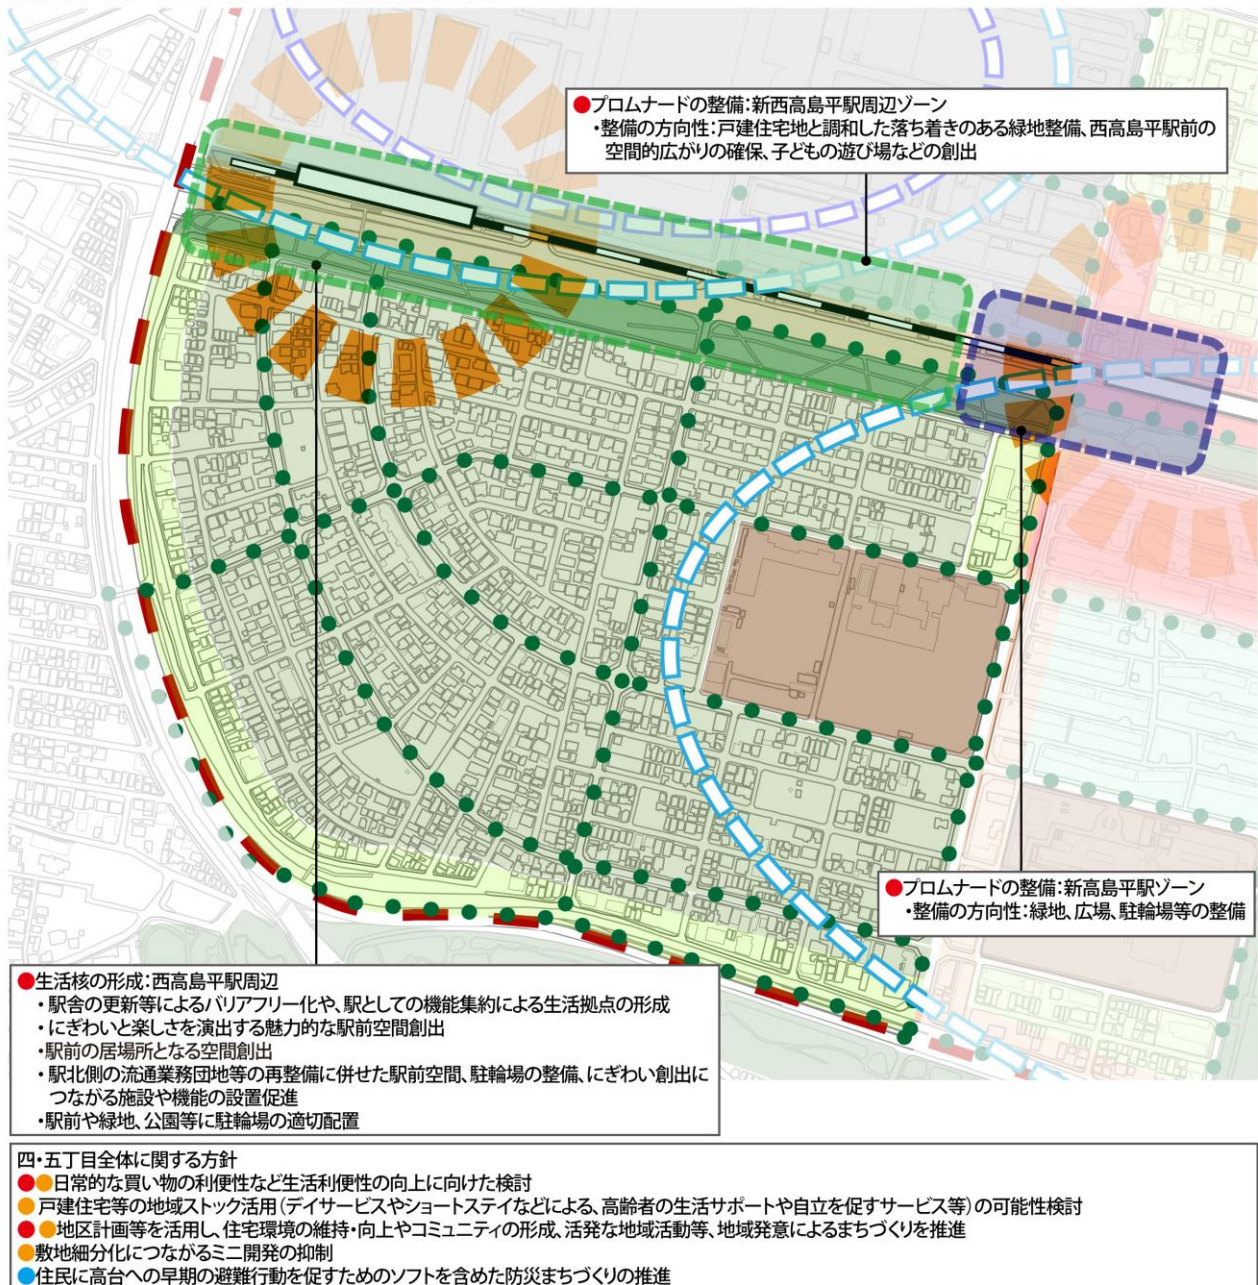 ●プロムナードの整備:新西高島平駅周辺ゾーン
・整備の方向性:戸建住宅地と調和した落ち着きのある緑地整備、西高島平駅前の
空間的広がりの確保、子どもの遊び場などの創出
●プロムナードの整備:新高島平駅ゾーン
・整備の方向性:緑地、広場、駐輪場等の整備
●生活核の形成:西高島平駅周辺
・駅舎の更新等によるバリアフリー化や、駅としての機能集約による生活拠点の形成
・にぎわいと楽しさを演出する魅力的な駅前空間創出
・駅前の居場所となる空間創出
・駅北側の流通業務団地等の再整備に併せた駅前空間、駐輪場の整備、にぎわい創出に
つながる施設や機能の設置促進
・駅前や緑地、公園等に駐輪場の適切配置
四・五丁目全体に関する方針
●●日常的な買い物の利便性など生活利便性の向上に向けた検討
●戸建住宅等の地域ストック活用(デイサービスやショートステイなどによる、高齢者の生活サポートや自立を促すサービス等)の可能性検討
●●地区計画等を活用し、住宅環境の維持・向上やコミュニティの形成、活発な地域活動等、地域発意によるまちづくりを推進
●敷地細分化につながるミニ開発の抑制
●住民に高台への早期の避難行動を促すためのソフトを含めた防災まちづくりの推進